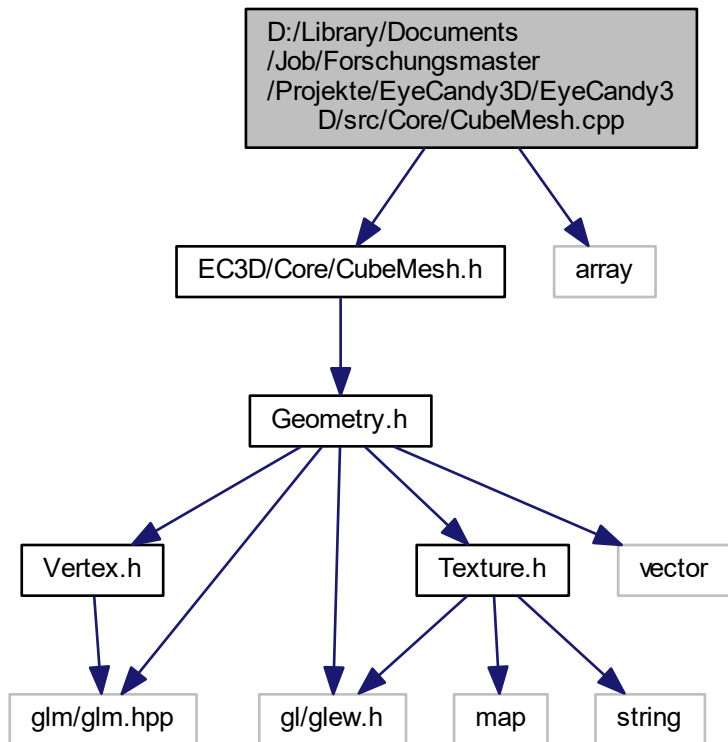 D:/Library/Documents
/Job/Forschungsmaster
/Projekte/EyeCandy3D/EyeCandy3
D/src/Core/CubeMesh.cpp
EC3D/Core/CubeMesh.h
array
Geometry.h
Vertex.h
Texture.h
vector
glm/glm.hpp
gl/glew.h
map
string